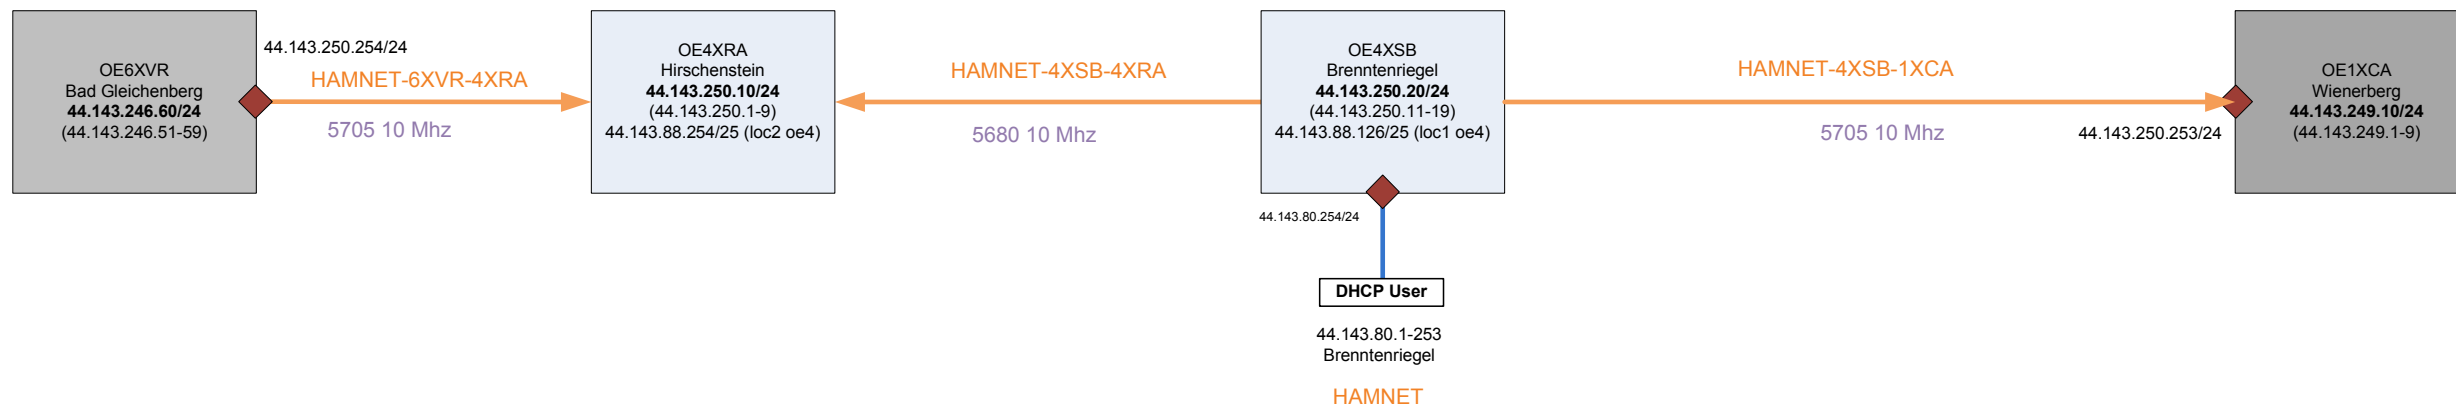 OE6XVR
Bad Gleichenberg
44.143.246.60/24
(44.143.246.51-59)
44.143.250.254/24
HAMNET-6XVR-4XRA
5705 10 Mhz
OE4XRA
Hirschenstein
44.143.250.10/24
(44.143.250.1-9)
44.143.88.254/25 (loc2 oe4)
HAMNET-4XSB-4XRA
5680 10 Mhz
OE4XSB
Brenntenriegel
44.143.250.20/24
(44.143.250.11-19)
44.143.88.126/25 (loc1 oe4)
44.143.80.254/24
DHCP User
44.143.80.1-253
Brenntenriegel
HAMNET
HAMNET-4XSB-1XCA
5705 10 Mhz
44.143.250.253/24
OE1XCA
Wienerberg
44.143.249.10/24
(44.143.249.1-9)